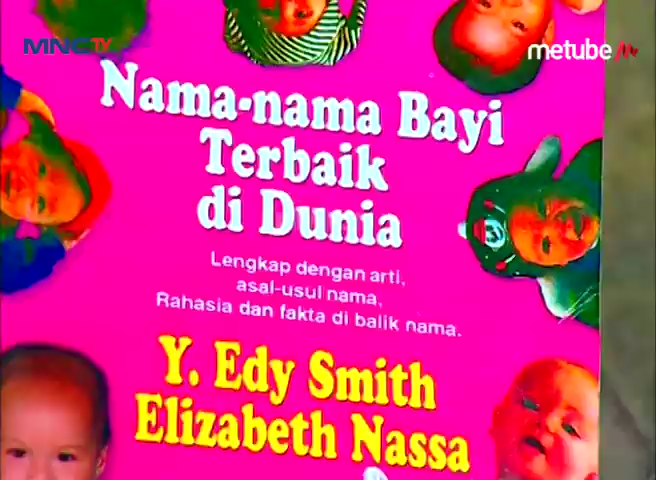 MNCTV
metube/tv
Nama-nama Bayi
Terbaik
di Dunia
Lengkap dengan arti,
asal-usul nama,
Rahasia dan fakta di balik nama.
Y. Edy Smith
Elizabeth Nassa